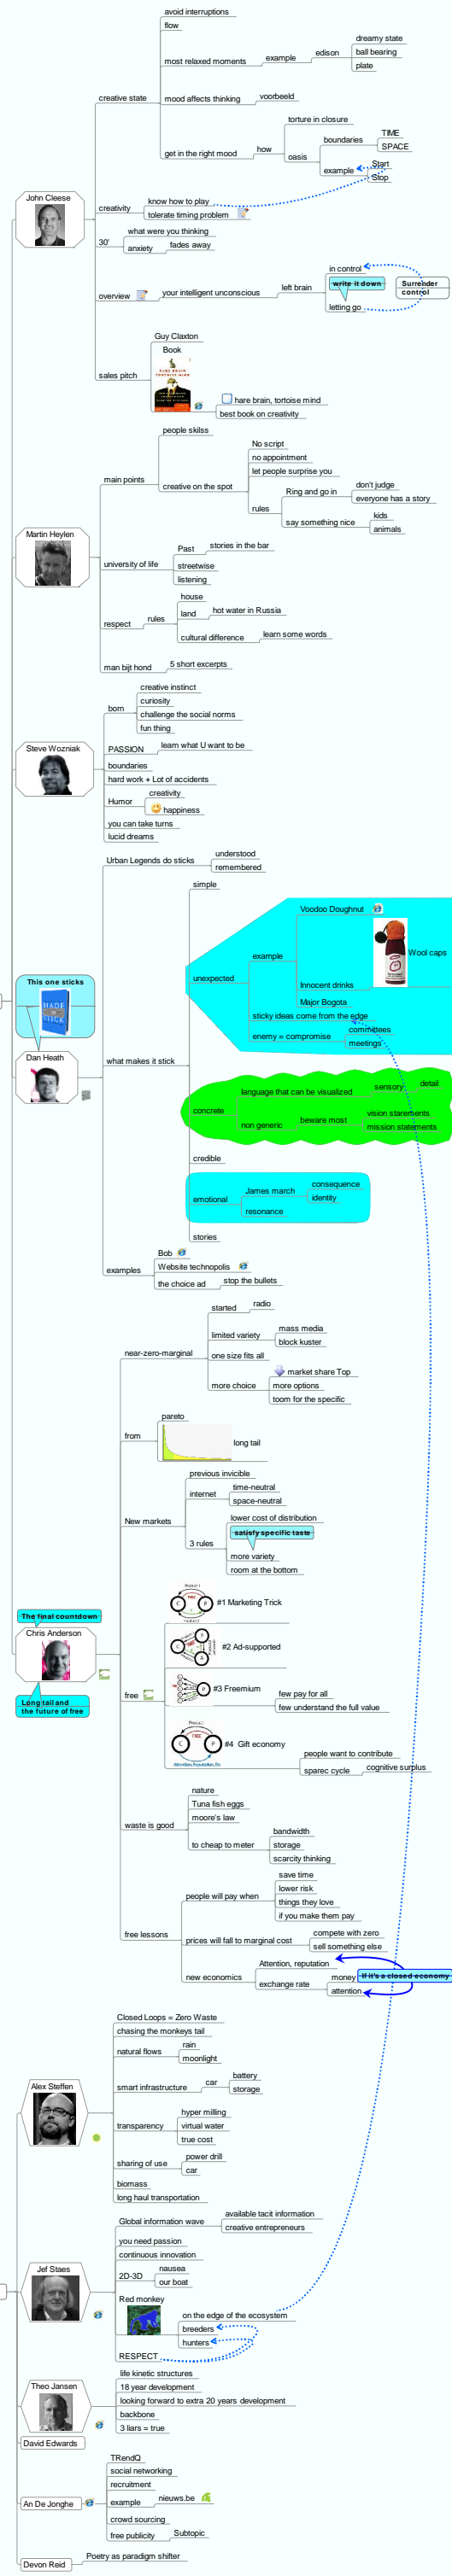 John Cleese
creative state
avoid interruptions
flow
most relaxed moments
example
edison
dreamy state
ball bearing
plate
mood affects thinking
voorbeeld
get in the right mood
how
torture in closure
oasis
boundaries
TIME
SPACE
example
Start
Stop
creativity
know how to play
tolerate timing problem
30'
what were you thinking
anxiety
fades away
overview
your intelligent unconscious
left brain
in control
write it down
letting go
Surrender
control
sales pitch
Guy Claxton
Book
hare brain, tortoise mind
best book on creativity
Martin Heylen
main points
people skilss
creative on the spot
No script
no appointment
let people surprise you
rules
Ring and go in
don't judge
everyone has a story
say something nice
kids
animals
university of life
Past
stories in the bar
streetwise
listening
respect
rules
house
land
hot water in Russia
cultural difference
learn some words
man bijt hond
5 short excerpts
Steve Wozniak
born
creative instinct
curiosity
challenge the social norms
fun thing
PASSION
learn what U want to be
boundaries
hard work + Lot of accidents
Humor
creativity
happiness
you can take turns
lucid dreams
This one sticks
MADE
STICK
Dan Heath
Urban Legends do sticks
understood
remembered
what makes it stick
simple
unexpected
example
Voodoo Doughnut
Innocent drinks
Wool caps
Major Bogota
sticky ideas come from the edge
enemy = compromise
committees
meetings
concrete
language that can be visualized
sensory
detail
non generic
beware most
vision starements
mission statements
credible
emotional
James march
consequence
identity
resonance
stories
examples
Bob
Website technopolis
the choice ad
stop the bullets
The final countdown
Chris Anderson
Long tail and
the future of free
near-zero-marginal
started
radio
limited variety
mass media
block kuster
one size fits all
more choice
market share Top
more options
toom for the specific
from
pareto
long tail
New markets
previous invicible
internet
time-neutral
space-neutral
3 rules
lower cost of distribution
satisfy specific taste
more variety
room at the bottom
free
#1 Marketing Trick
#2 Ad-supported
#3 Freemium
few pay for all
few understand the full value
#4 Gift economy
people want to contribute
sparec cycle
cognitive surplus
waste is good
nature
Tuna fish eggs
moore's law
to cheap to meter
bandwidth
storage
scarcity thinking
free lessons
people will pay when
save time
lower risk
things they love
if you make them pay
prices will fall to marginal cost
compete with zero
sell something else
new economics
Attention, reputation
exchange rate
money
attention
If it's a closed economy
Alex Steffen
Closed Loops = Zero Waste
chasing the monkeys tail
natural flows
rain
moonlight
smart infrastructure
car
battery
storage
transparency
hyper milling
virtual water
true cost
sharing of use
power drill
car
biomass
long haul transportation
Jef Staes
Global information wave
available tacit information
creative entrepreneurs
you need passion
continuous innovation
2D-3D
nausea
our boat
Red monkey
on the edge of the ecosystem
breeders
hunters
RESPECT
Theo Jansen
life kinetic structures
18 year development
looking forward to extra 20 years development
backbone
3 liars = true
David Edwards
An De Jonghe
TRendQ
social networking
recruitment
example
nieuws.be
crowd sourcing
free publicity
Subtopic
Devon Reid
Poetry as paradigm shifter